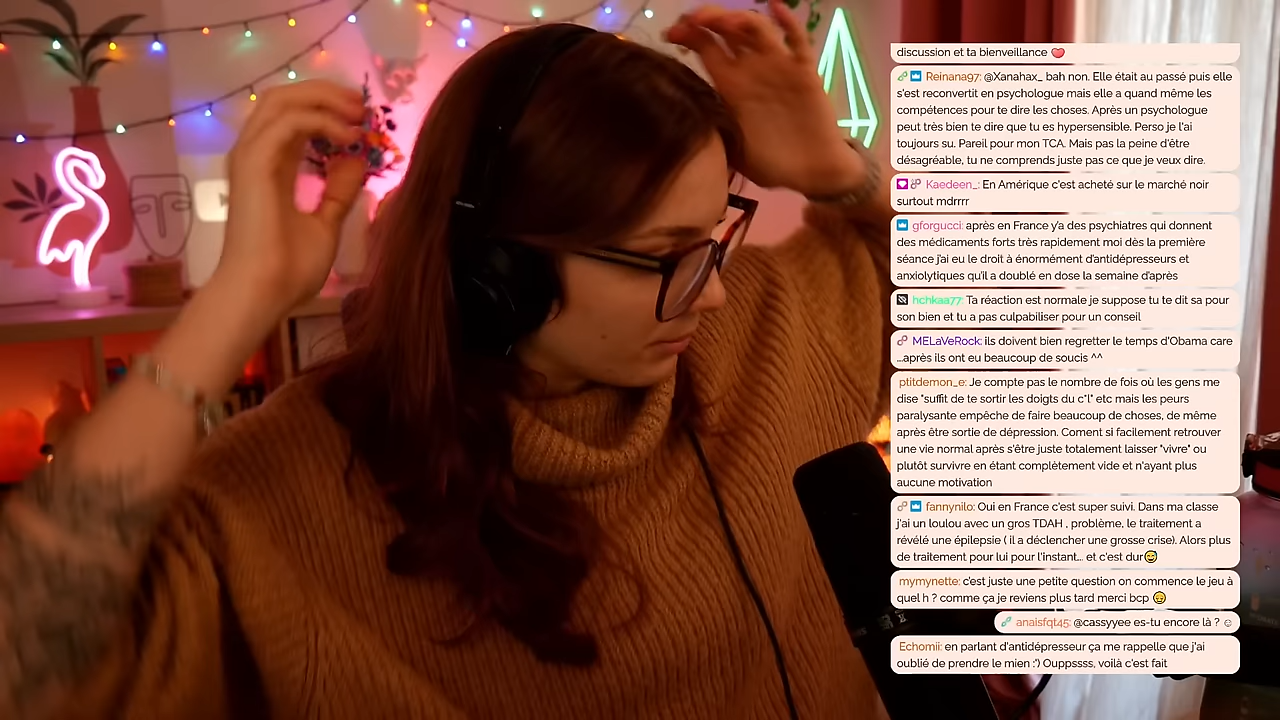 discussion et ta bienveillance
Reinana97: @Xanahax_ bah non. Elle était au passé puis elle
s'est reconvertit en psychologue mais elle a quand même les
compétences pour te dire les choses. Après un psychologue
peut très bien te dire que tu es hypersensible. Perso je l'ai
toujours su. Pareil pour mon TCA. Mais pas la peine d'être
désagréable, tu ne comprends juste pas ce que je veux dire.
Kaedeen_: En Amérique c'est acheté sur le marché noir
surtout mdrrrr
gforgucci: après en France y'a des psychiatres qui donnent
des médicaments forts très rapidement moi dès la première
séance j'ai eu le droit à énormément d'antidépresseurs et
anxiolytiques qu'il a doublé en dose la semaine d'après
hchkaa77: Ta réaction est normale je suppose tu te dit sa pour
son bien et tu a pas culpabiliser pour un conseil
MELaVeRock: ils doivent bien regretter le temps d'Obama care
...après ils ont eu beaucoup de soucis ^^
ptitdemon_e: Je compte pas le nombre de fois où les gens me
dise "suffit de te sortir les doigts du c*l" etc mais les peurs
paralysante empêche de faire beaucoup de choses, de même
après être sortie de dépression. Coment si facilement retrouver
une vie normal après s'être juste totalement laisser "vivre" ou
plutôt survivre en étant complètement vide et n'ayant plus
aucune motivation
fannynilo: Oui en France c'est super suivi. Dans ma classe
j'ai un loulou avec un gros TDAH , problème, le traitement a
révélé une épilepsie ( il a déclencher une grosse crise). Alors plus
de traitement pour lui pour l'instant... et c'est dur😅
mymynette: c'est juste une petite question on commence le jeu à
quel h ? comme ça je reviens plus tard merci bcp 😔
anaisfqt45: @cassyyee es-tu encore là ? ☺
Echomii: en parlant d'antidépresseur ça me rappelle que j'ai
oublié de prendre le mien :') Ouppssss, voilà c'est fait